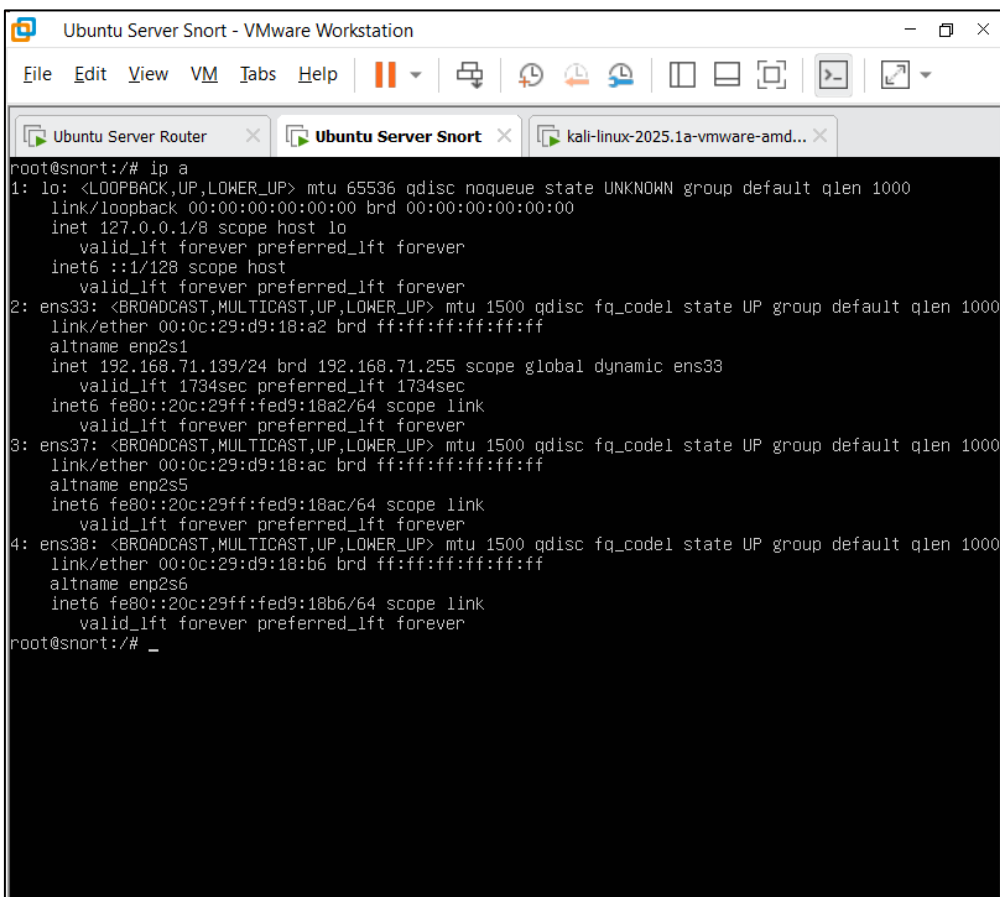 Ubuntu Server Snort - VMware Workstation
File Edit View VM Tabs Help
Ubuntu Server Router
Ubuntu Server Snort
kali-linux-2025.1a-vmware-amd...
root@snort:/# ip a
1: lo: <LOOPBACK,UP,LOWER_UP> mtu 65536 qdisc noqueue state UNKNOWN group default qlen 1000
    link/loopback 00:00:00:00:00:00 brd 00:00:00:00:00:00
    inet 127.0.0.1/8 scope host lo
       valid_lft forever preferred_lft forever
    inet6 ::1/128 scope host
       valid_lft forever preferred_lft forever
2: ens33: <BROADCAST,MULTICAST,UP,LOWER_UP> mtu 1500 qdisc fq_codel state UP group default qlen 1000
    link/ether 00:0c:29:d9:18:a2 brd ff:ff:ff:ff:ff:ff
    altname enp2s1
    inet 192.168.71.139/24 brd 192.168.71.255 scope global dynamic ens33
       valid_lft 1734sec preferred_lft 1734sec
    inet6 fe80::20c:29ff:fed9:18a2/64 scope link
       valid_lft forever preferred_lft forever
3: ens37: <BROADCAST,MULTICAST,UP,LOWER_UP> mtu 1500 qdisc fq_codel state UP group default qlen 1000
    link/ether 00:0c:29:d9:18:ac brd ff:ff:ff:ff:ff:ff
    altname enp2s5
    inet6 fe80::20c:29ff:fed9:18ac/64 scope link
       valid_lft forever preferred_lft forever
4: ens38: <BROADCAST,MULTICAST,UP,LOWER_UP> mtu 1500 qdisc fq_codel state UP group default qlen 1000
    link/ether 00:0c:29:d9:18:b6 brd ff:ff:ff:ff:ff:ff
    altname enp2s6
    inet6 fe80::20c:29ff:fed9:18b6/64 scope link
       valid_lft forever preferred_lft forever
root@snort:/# _